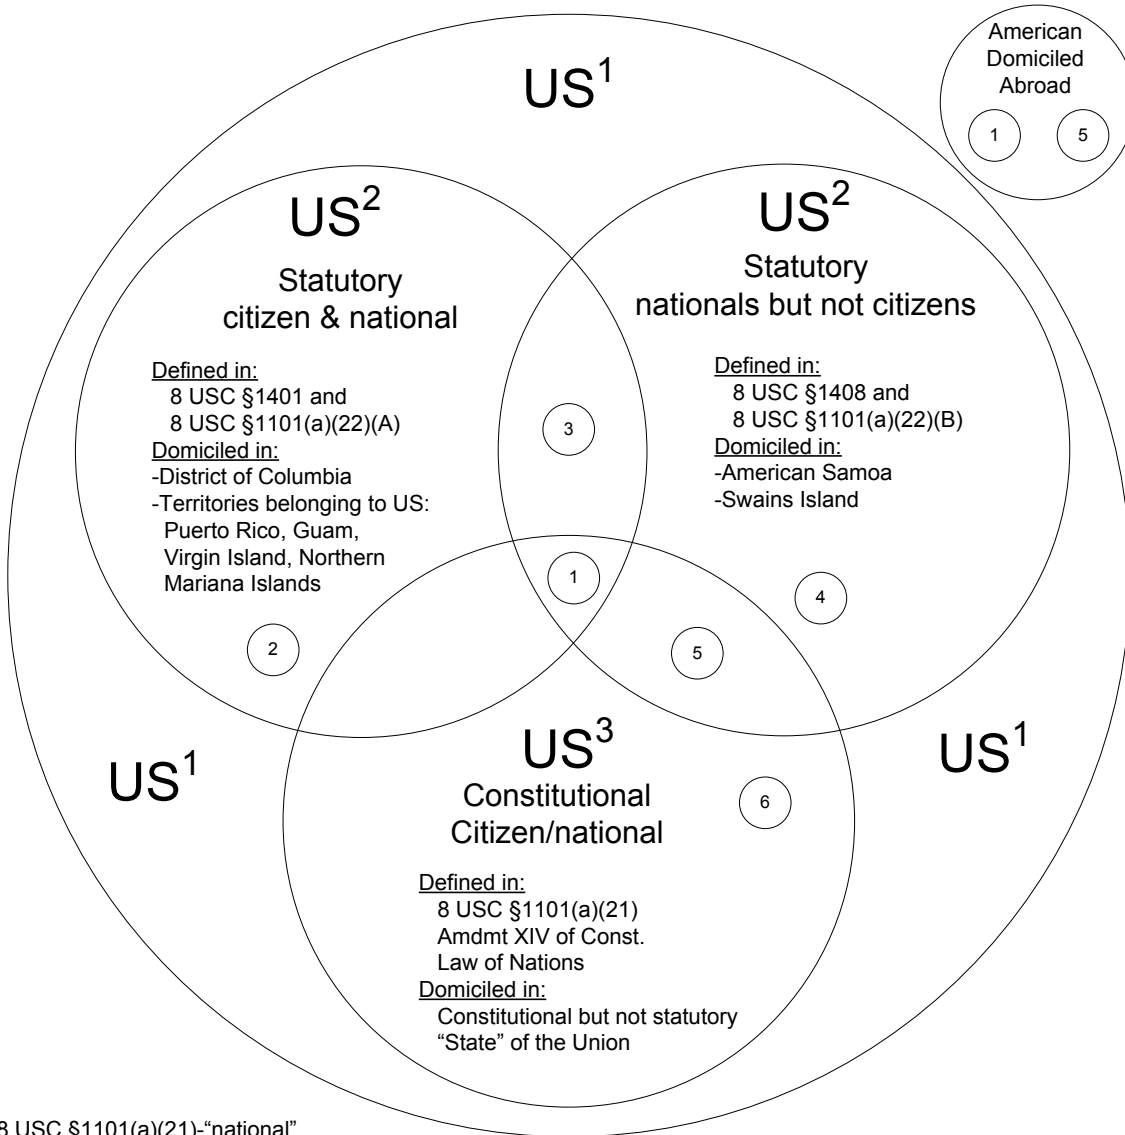 US1
American
Domiciled
Abroad
1
5
US2
Statutory
citizen & national
Defined in:
8 USC §1401 and
8 USC §1101(a)(22)(A)
Domiciled in:
-District of Columbia
-Territories belonging to US:
Puerto Rico, Guam,
Virgin Island, Northern
Mariana Islands
2
3
1
US2
Statutory
nationals but not citizens
Defined in:
8 USC §1408 and
8 USC §1101(a)(22)(B)
Domiciled in:
-American Samoa
-Swains Island
4
5
US1
US3
Constitutional
Citizen/national
6
Defined in:
8 USC §1101(a)(21)
Amdmt XIV of Const.
Law of Nations
Domiciled in:
Constitutional but not statutory
“State” of the Union
US1
8 USC §1101(a)(21)-“national”